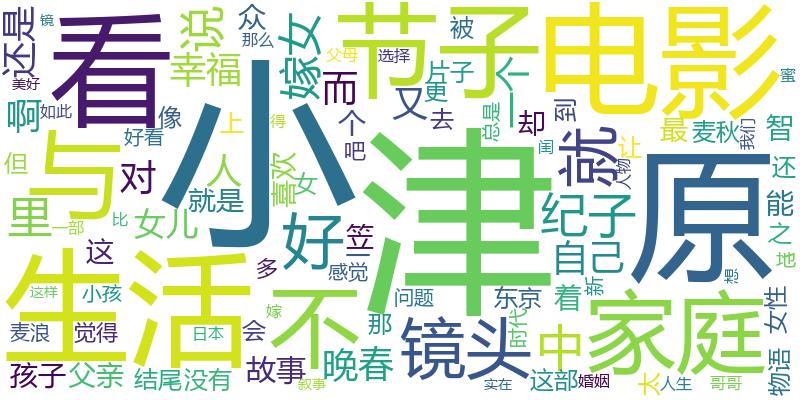 还是
看
小
说
众
那么
嫁女
父母
选择
节子
被
电影
镜
美好
如此
啊
好看
像
幸福
而
又
片子
更
去
一个
总是
到
蜜
麦秋
我们
智
最
让
却
就
原
但
与
对
上
人
个
吧
得
喜欢
女
津
闺
人物
还
能
里
女儿
就是
好
笠
纪子
自己
之
地
一部
比
这
多
感觉
想
生活
不
问题
东京
着
新
家庭
女性
这样
小孩
嫁
那
镜头
时代
中
物语
麦浪
觉得
日本
会
孩子
父亲
结尾
没有
故事
叙事
晚春
实在
这部
婚姻
太
人生
哥哥